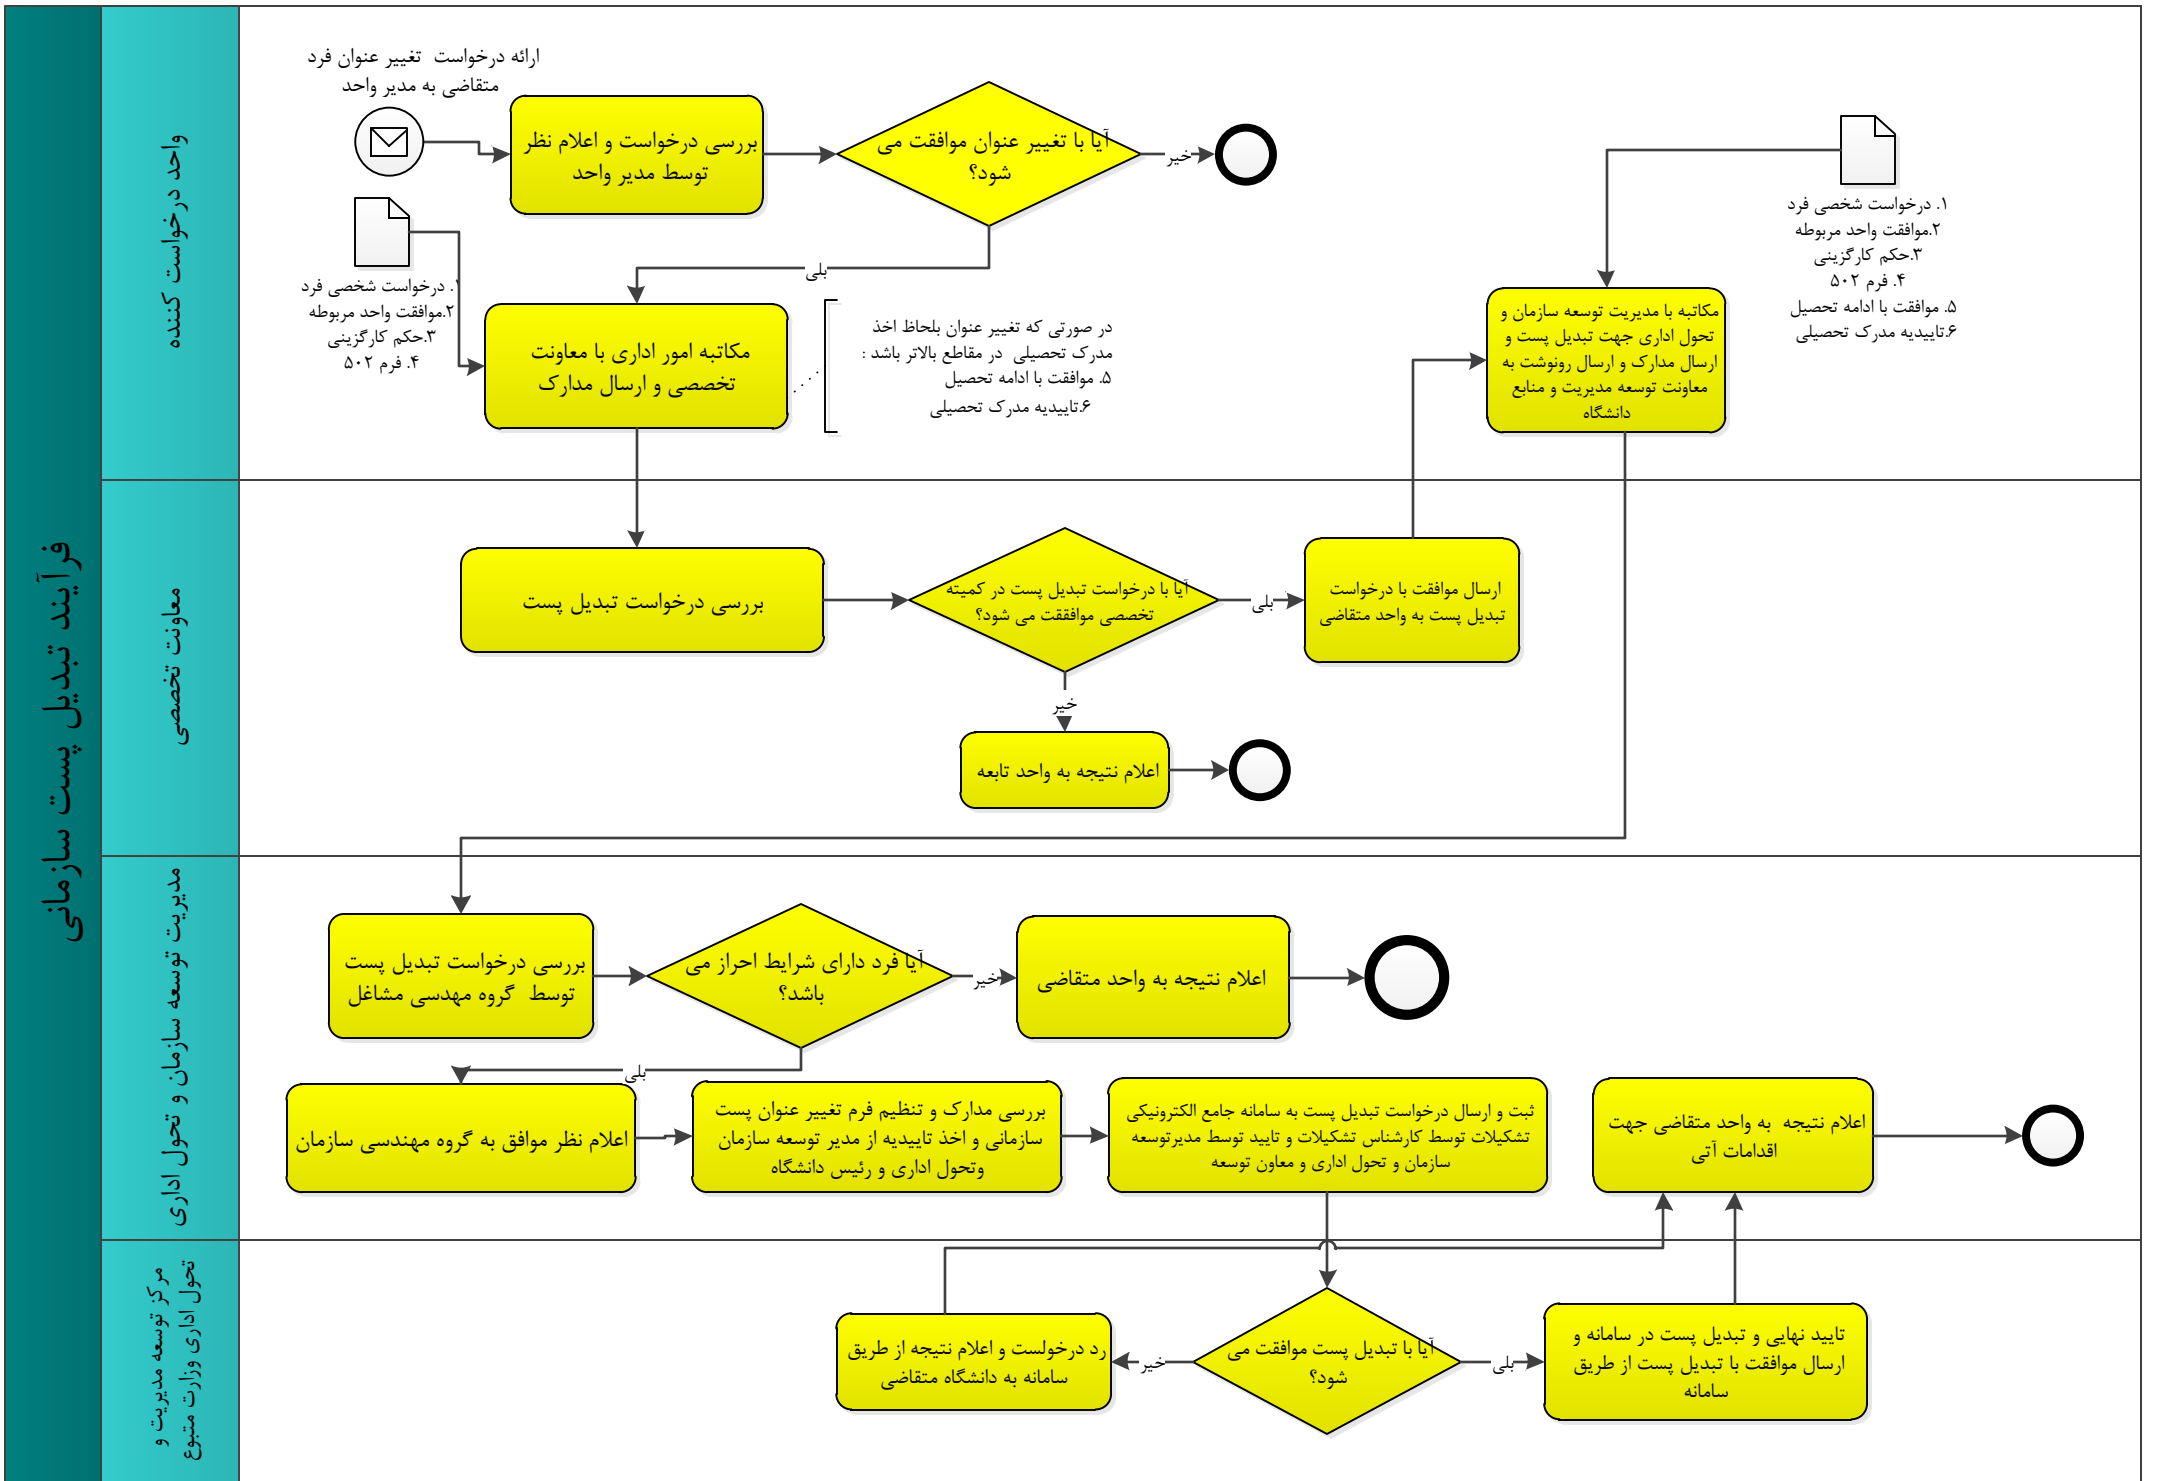 فرآیند تبدیل پست سازمانی
واحد درخواست کننده
ارائه درخواست تغییر عنوان فرد
متقاضی به مدیر واحد
بررسی درخواست و اعلام نظر
توسط مدیر واحد
آیا با تغییر عنوان موافقت می
شود؟
خیر
بلی
۱. درخواست شخصی فرد
۲.موافقت واحد مربوطه
۳.حکم کارگزینی
۴. فرم ۵۰۲
مکاتبه امور اداری با معاونت
تخصصی و ارسال مدارک
در صورتی که تغییر عنوان بلحاظ اخذ
مدرک تحصیلی در مقاطع بالاتر باشد :
۵. موافقت با ادامه تحصیل
۶.تاییدیه مدرک تحصیلی
۱. درخواست شخصی فرد
۲.موافقت واحد مربوطه
۳.حکم کارگزینی
۴. فرم ۵۰۲
۵. موافقت با ادامه تحصیل
۶.تاییدیه مدرک تحصیلی
مکاتبه با مدیریت توسعه سازمان و
تحول اداری جهت تبدیل پست و
ارسال مدارک و ارسال رونوشت به
معاونت توسعه مدیریت و منابع
دانشگاه
معاونت تخصصی
بررسی درخواست تبدیل پست
آیا با درخواست تبدیل پست در کمیته
تخصصی موافققت می شود؟
بلی
ارسال موافقت با درخواست
تبدیل پست به واحد متقاضی
خیر
اعلام نتیجه به واحد تابعه
مدیریت توسعه سازمان و تحول اداری
بررسی درخواست تبدیل پست
توسط گروه مهدسی مشاغل
آیا فرد دارای شرایط احراز می
باشد؟
خیر
اعلام نتیجه به واحد متقاضی
بلی
اعلام نظر موافق به گروه مهندسی سازمان
بررسی مدارک و تنظیم فرم تغییر عنوان پست
سازمانی و اخذ تاییدیه از مدیر توسعه سازمان
وتحول اداری و رئیس دانشگاه
ثبت و ارسال درخواست تبدیل پست به سامانه جامع الکترونیکی
تشکیلات توسط کارشناس تشکیلات و تایید توسط مدیرتوسعه
سازمان و تحول اداری و معاون توسعه
اعلام نتیجه به واحد متقاضی جهت
اقدامات آتی
مرکز توسعه مدیریت و
تحول اداری وزارت متبوع
رد درخولست و اعلام نتیجه از طریق
سامانه به دانشگاه متقاضی
خیر
آیا با تبدیل پست موافقت می
شود؟
بلی
تایید نهایی و تبدیل پست در سامانه و
ارسال موافقت با تبدیل پست از طریق
سامانه